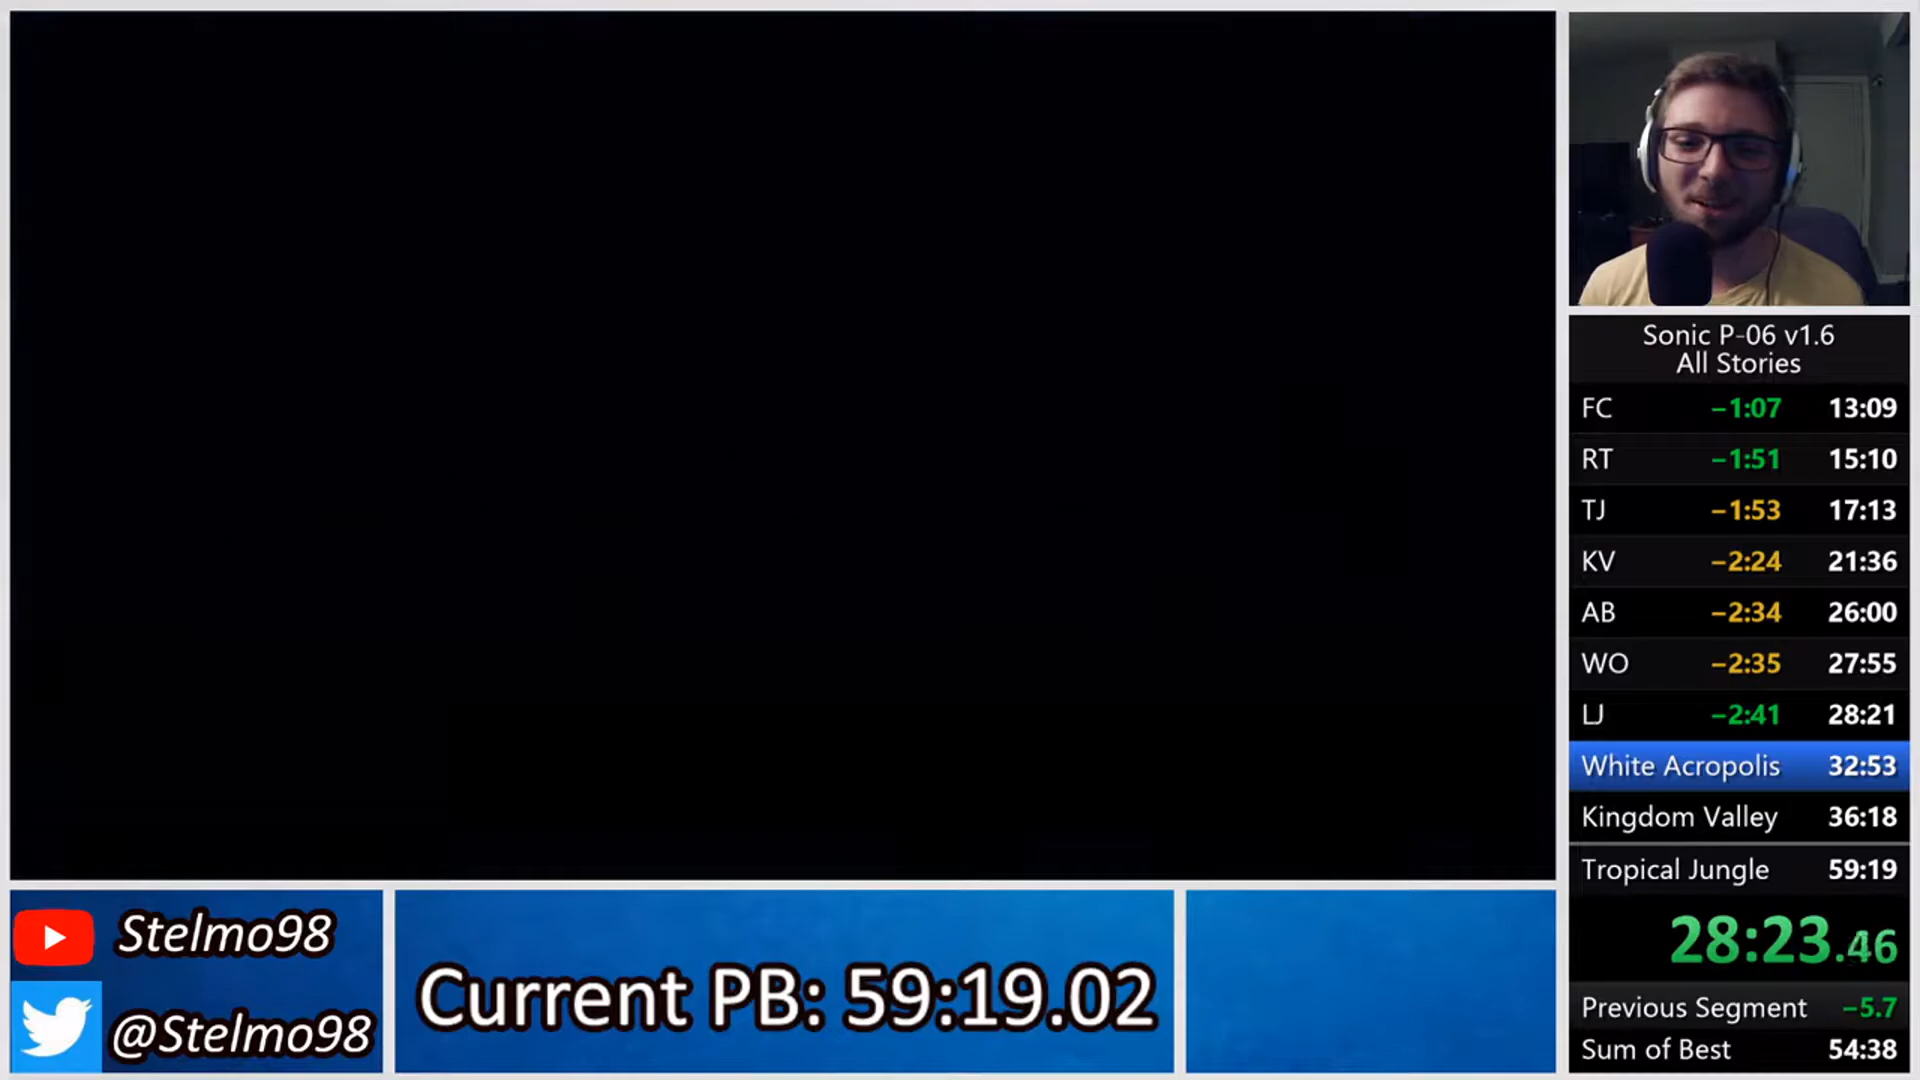 Sonic P-06 v1.6
All Stories
FC −1:07 13:09
RT −1:51 15:10
TJ −1:53 17:13
KV −2:24 21:36
AB −2:34 26:00
WO −2:35 27:55
LJ −2:41 28:21
White Acropolis 32:53
Kingdom Valley 36:18
Tropical Jungle 59:19
28:23.46
Previous Segment −5.7
Sum of Best 54:38
Stelmo98
@Stelmo98
Current PB: 59:19.02